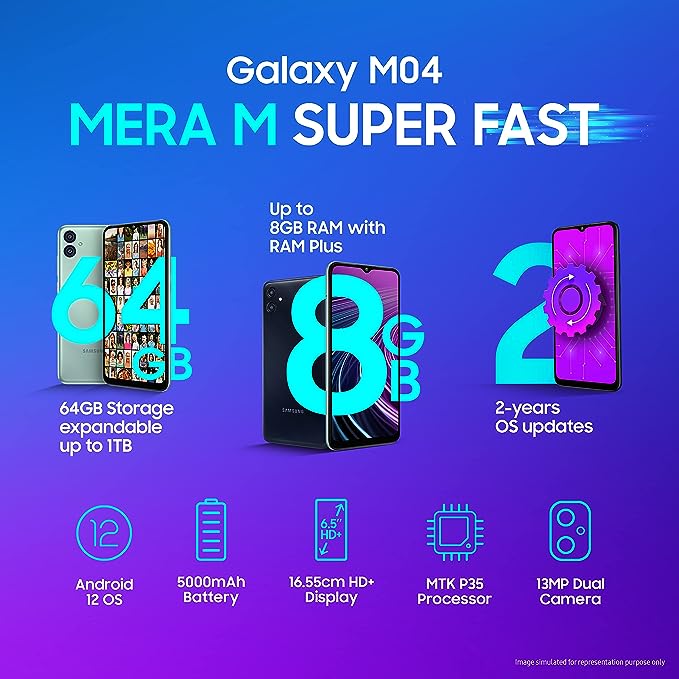 Galaxy M04
MERA M SUPER FAST
64
GB
SAMSUNG
64GB Storage
expandable
up to 1TB
Up to
8GB RAM with
RAM Plus
8
GB
SAMSUNG
2
2-years
OS updates
12
Android
12 OS
5000mAh
Battery
6.5"
HD+
16.55cm HD+
Display
MTK P35
Processor
13MP Dual
Camera
Image simulated for representation purpose only